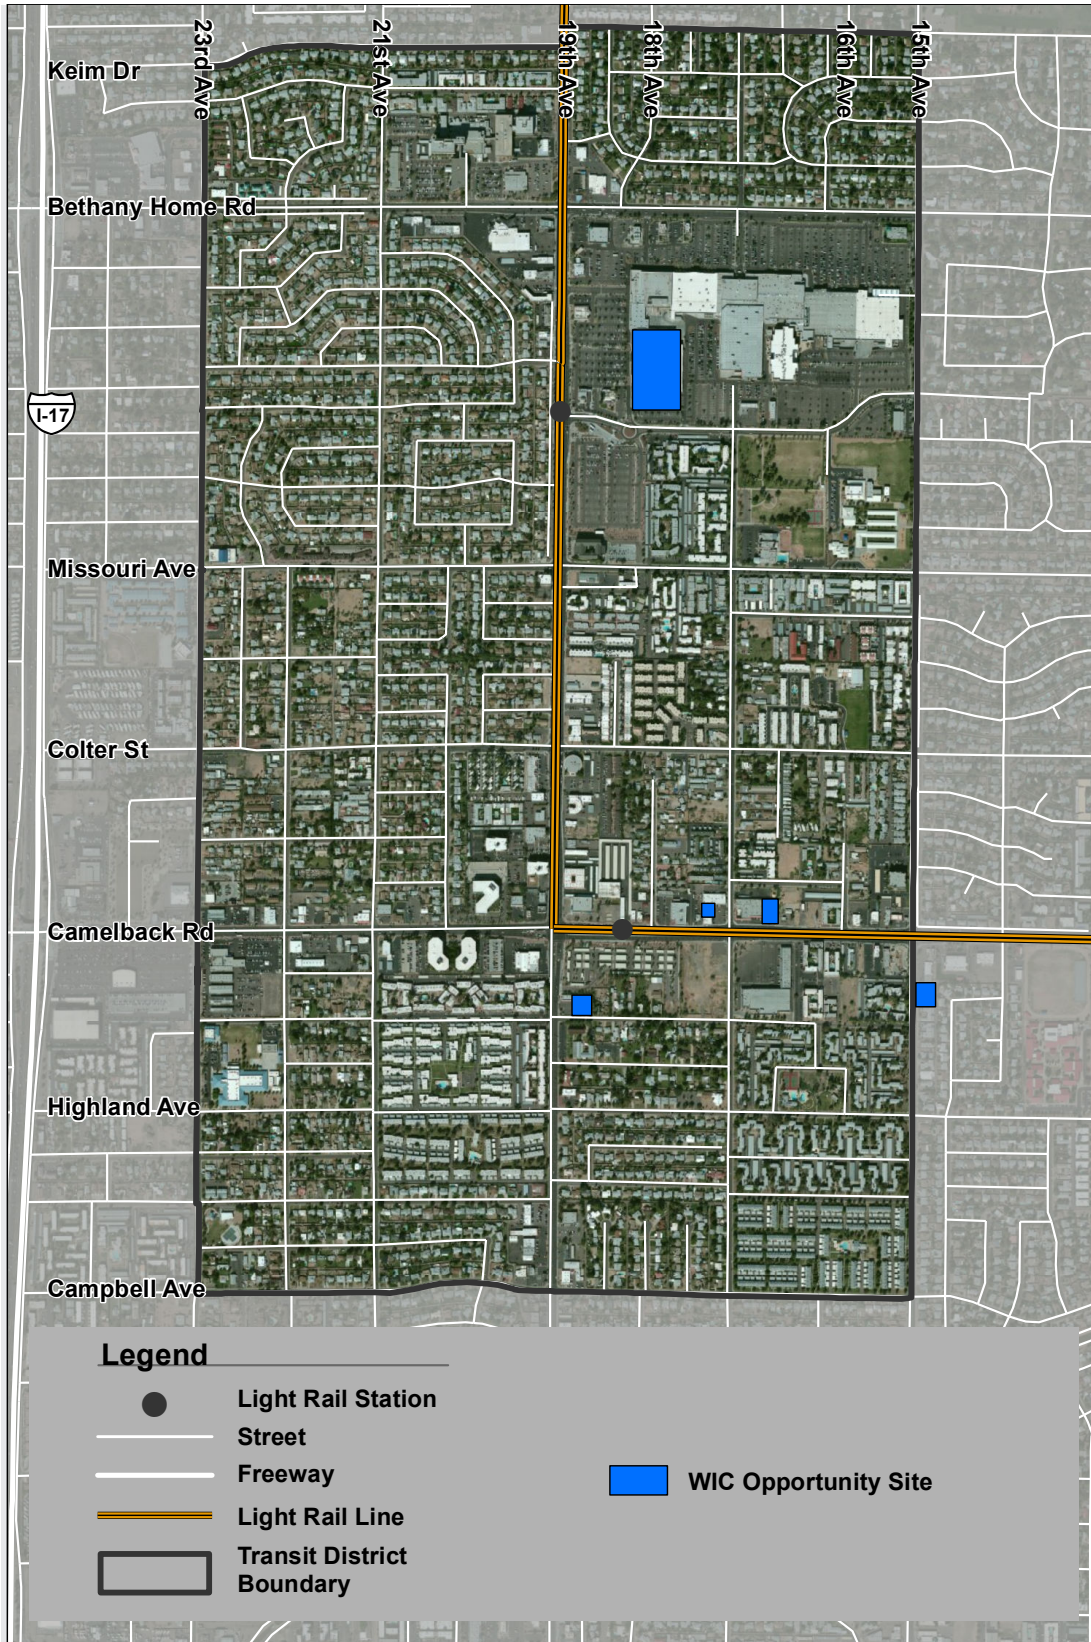 23rd Ave
21st Ave
19th Ave
18th Ave
16th Ave
15th Ave
Keim Dr
Bethany Home Rd
I-17
Missouri Ave
Colter St
Camelback Rd
Highland Ave
Campbell Ave
Legend
Light Rail Station
Street
Freeway
Light Rail Line
Transit District
Boundary
WIC Opportunity Site